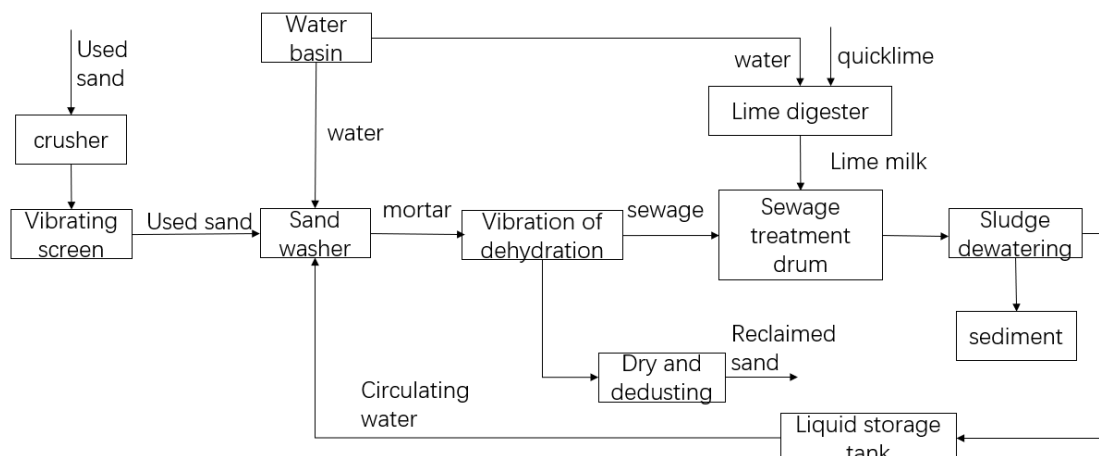 Used
sand
crusher
Vibrating
screen
Used sand
Water
basin
water
Sand
washer
mortar
Vibration of
dehydration
sewage
water
quicklime
Lime digester
Lime milk
Sewage
treatment
drum
Sludge
dewatering
sediment
Dry and
dedusting
Reclaimed
sand
Circulating
water
Liquid storage
tank